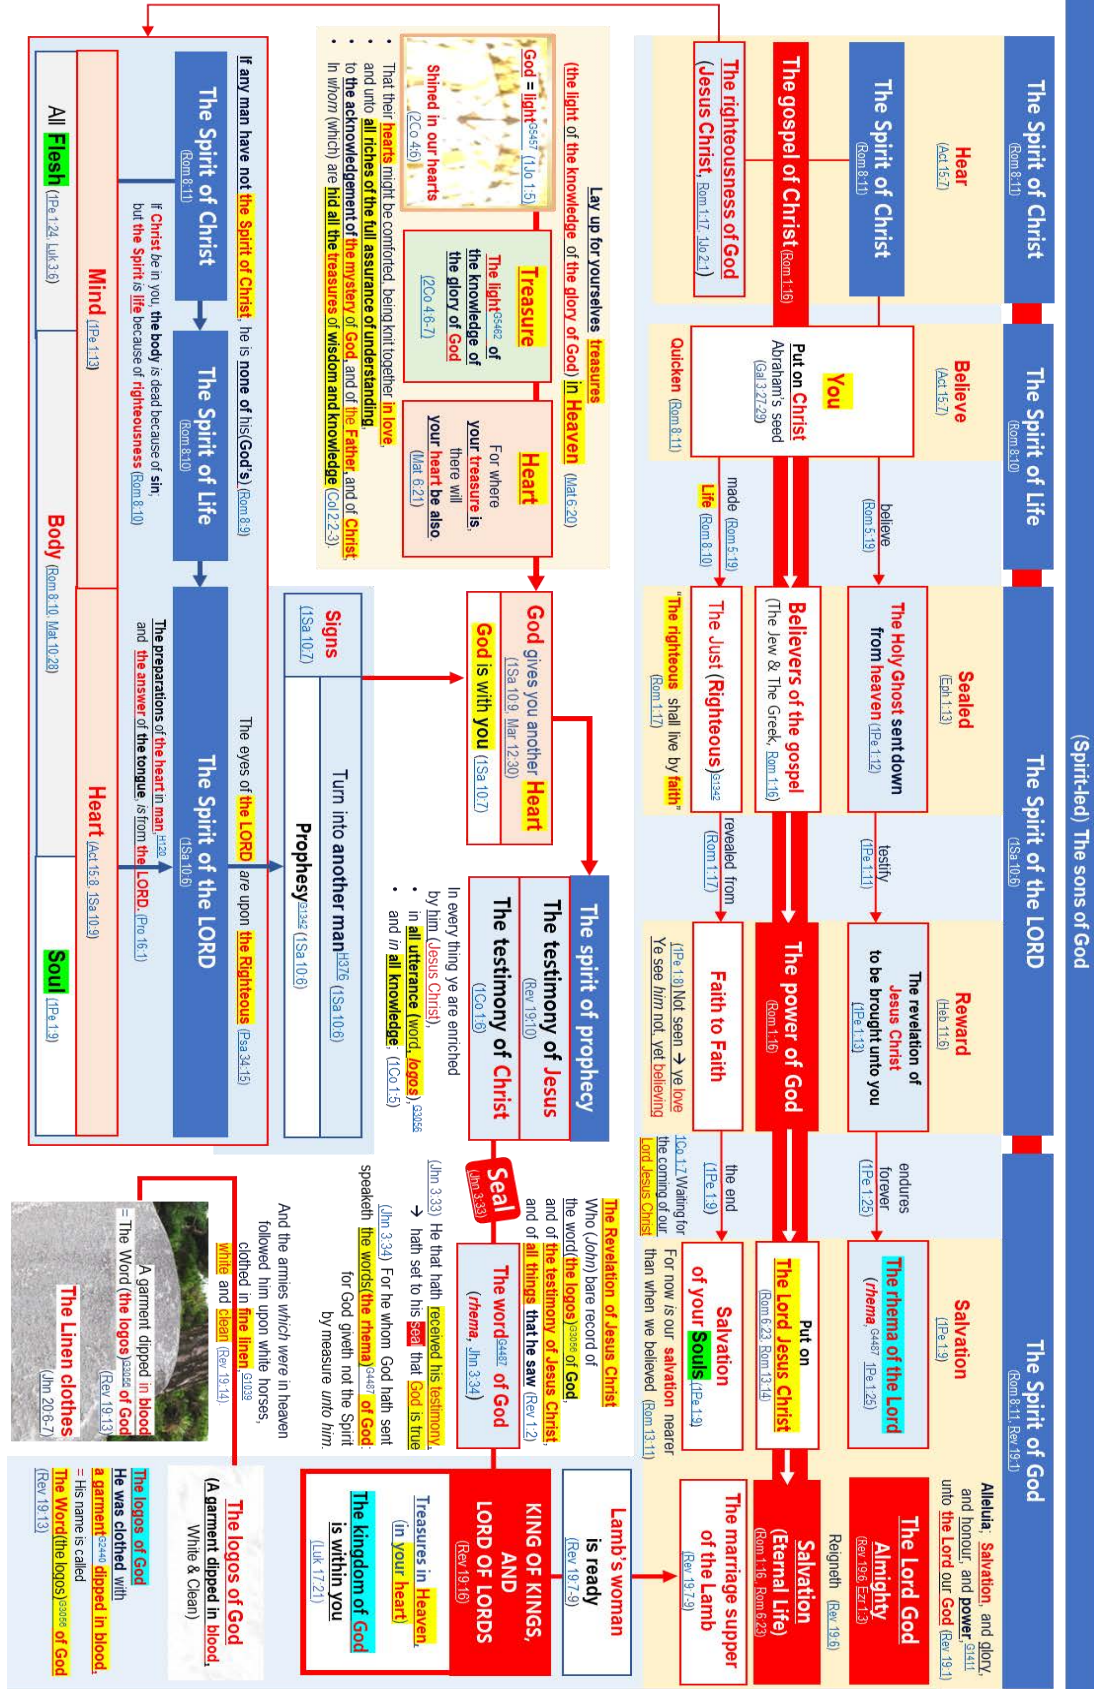 (Spirit-led) The sons of God
The Spirit of Christ
(Rom 8:11)
The Spirit of Life
(Rom 8:10)
The Spirit of the LORD
(1Sa 10:6)
The Spirit of God
(Rom 8:11, Rev 19:1)
Hear
(Act 15:7)
Believe
(Act 15:7)
Sealed
(Eph 1:13)
Reward
(Heb 11:6)
Salvation
(1Pe 1:9)
Alleluia; Salvation, and glory,
and honour, and power,G1411
unto the Lord our God (Rev 19:1)
The Spirit of Christ
(Rom 8:11)
believe
(Rom 5:19)
The Holy Ghost sent down
from heaven (1Pe 1:12)
testify
(1Pe 1:11)
The revelation of
Jesus Christ
to be brought unto you
(1Pe 1:13)
endures
forever
(1Pe 1:25)
The rhema of the Lord
(rhema, G4487 1Pe 1:25)
The Lord God
Almighty
(Rev 19:6, Ezr 1:3)
Reigneth (Rev 19:6)
You
Put on Christ
Abraham's seed
(Gal 3:27-29)
The gospel of Christ (Rom 1:16)
Believers of the gospel
(The Jew & The Greek, Rom 1:16)
The power of God
(Rom 1:16)
Put on
The Lord Jesus Christ
(Rom 6:23, Rom 13:14)
Salvation
(Eternal Life)
(Rom 1:16, Rom 6:23)
The righteousness of God
(Jesus Christ, Rom 1:17, 1Jo 2:1)
Quicken (Rom 8:11)
made (Rom 5:19)
Life (Rom 8:10)
The Just (Righteous)G1342
"The righteous shall live by faith"
(Rom 1:17)
revealed from
(Rom 1:17)
Faith to Faith
(1Pe 1:8) Not seen → ye love
Ye see him not, yet believing
the end
(1Pe 1:9)
1Co 1:7 Waiting for
the coming of our
Lord Jesus Christ
Salvation
of your Souls (1Pe 1:9)
For now is our salvation nearer
than when we believed (Rom 13:11)
The marriage supper
of the Lamb
(Rev 19:7-9)
Lay up for yourselves treasures
(the light of the knowledge of the glory of God) in Heaven (Mat 6:20)
God = lightG5457 (1Jo 1:5)
Shined in our hearts
(2Co 4:6)
Treasure
The lightG5462 of
the knowledge of
the glory of God
(2Co 4:6-7)
Heart
For where
your treasure is,
there will
your heart be also.
(Mat 6:21)
• That their hearts might be comforted, being knit together in love,
and unto all riches of the full assurance of understanding,
• to the acknowledgement of the mystery of God, and of the Father, and of Christ;
• In whom (which) are hid all the treasures of wisdom and knowledge (Col 2:2-3).
God gives you another Heart
(1Sa 10:9, Mar 12:30)
God is with you (1Sa 10:7)
The spirit of prophecy
The testimony of Jesus
(Rev 19:10)
The testimony of Christ
(1Co 1:6)
In every thing ye are enriched
by him (Jesus Christ),
• in all utterance (word, logos),G3056
• and in all knowledge; (1Co 1:5)
Seal
(Jhn 3:33)
The Revelation of Jesus Christ
Who (John) bare record of
the word(the logos)G3056 of God,
and of the testimony of Jesus Christ,
and of all things that he saw (Rev 1:2)
The wordG4487 of God
(rhema, Jhn 3:34)
(Jhn 3:33) He that hath received his testimony
→ hath set to his seal that God is true
(Jhn 3:34) For he whom God hath sent
speaketh the words(the rhema)G4487 of God:
for God giveth not the Spirit
by measure unto him.
Lamb's woman
is ready
(Rev 19:7-9)
KING OF KINGS,
AND
LORD OF LORDS
(Rev 19:16)
Treasures in Heaven,
(in your heart)
The kingdom of God
is within you
(Luk 17:21)
Signs
(1Sa 10:7)
Turn into another manH376 (1Sa 10:6)
ProphesyG1342 (1Sa 10:6)
If any man have not the Spirit of Christ, he is none of his(God's) (Rom 8:9)
The eyes of the LORD are upon the Righteous (Psa 34:15)
The Spirit of Christ
(Rom 8:11)
The Spirit of Life
(Rom 8:10)
The Spirit of the LORD
(1Sa 10:6)
If Christ be in you, the body is dead because of sin;
but the Spirit is life because of righteousness (Rom 8:10)
The preparations of the heart in man,H120
and the answer of the tongue, is from the LORD. (Pro 16:1)
Mind (1Pe 1:13)
Heart (Act 15:8, 1Sa 10:9)
All Flesh (1Pe 1:24, Luk 3:6)
Body (Rom 8:10, Mat 10:28)
Soul (1Pe 1:9)
And the armies which were in heaven
followed him upon white horses,
clothed in fine linen,G1039
white and clean (Rev 19:14).
A garment dipped in blood
= The Word (the logos)G3056 of God
(Rev 19:13)
The Linen clothes
(Jhn 20:6-7)
The logos of God
(A garment dipped in blood,
White & Clean)
The logos of God
He was clothed with
a garmentG2440 dipped in blood,
= His name is called
The Word(the logos)G3056 of God
(Rev 19:13)